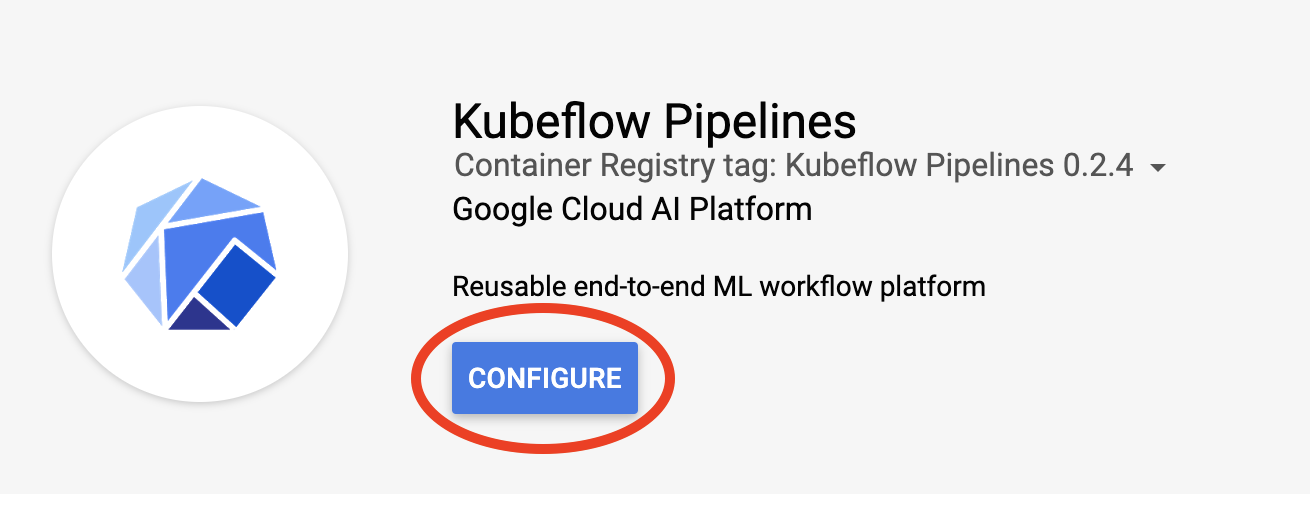 Kubeflow Pipelines
Container Registry tag: Kubeflow Pipelines 0.2.4
Google Cloud AI Platform
Reusable end-to-end ML workflow platform
CONFIGURE